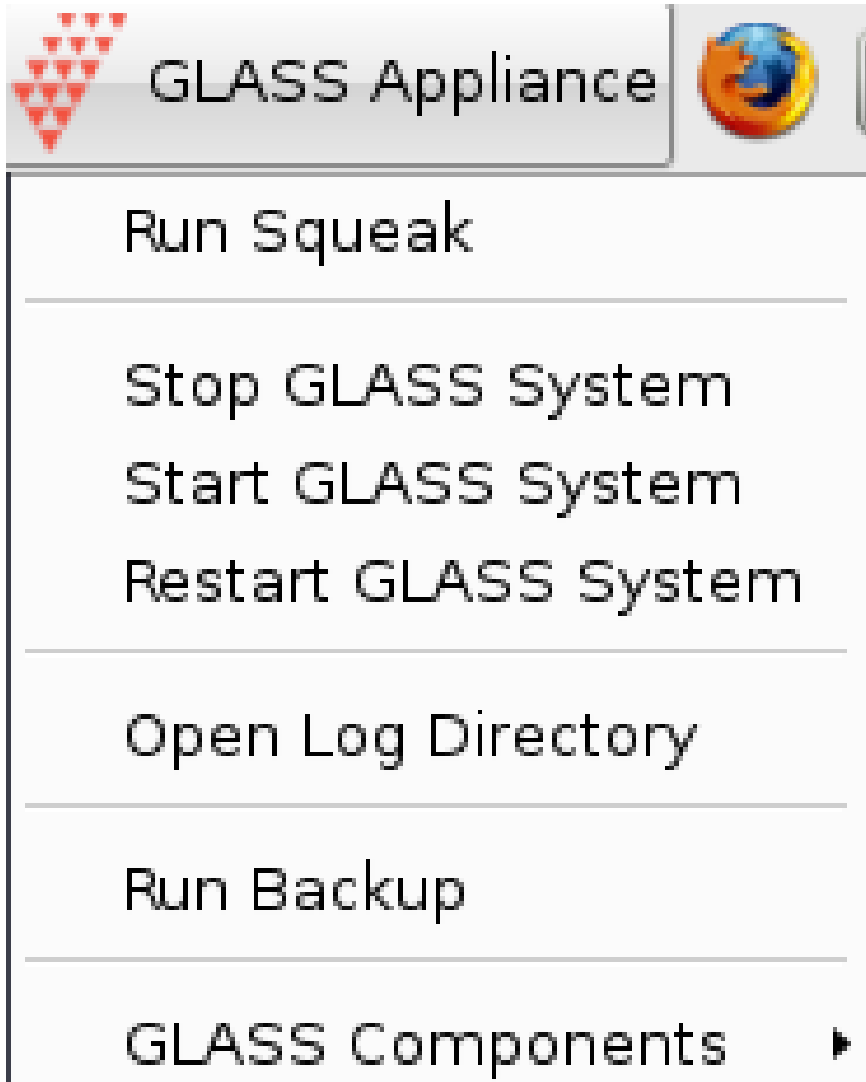 GLASS Appliance
Run Squeak
Stop GLASS System
Start GLASS System
Restart GLASS System
Open Log Directory
Run Backup
GLASS Components